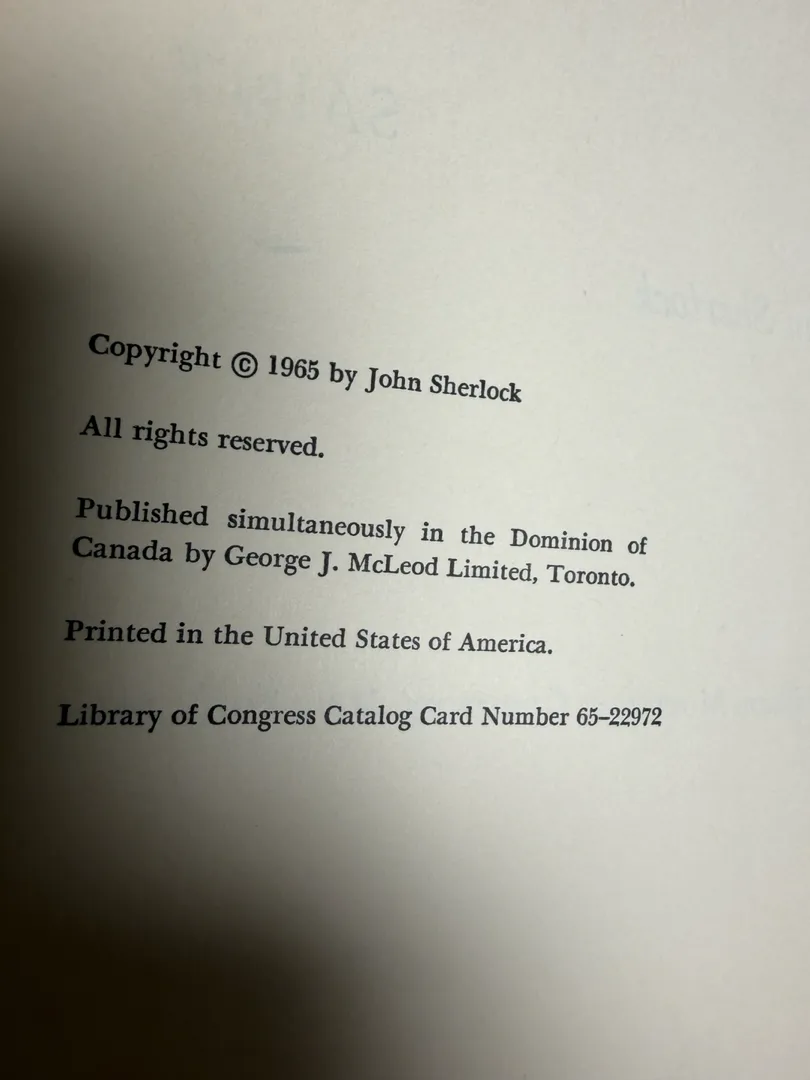 Copyright © 1965 by John Sherlock
All rights reserved.
Published simultaneously in the Dominion of
Canada by George J. McLeod Limited, Toronto.
Printed in the United States of America.
Library of Congress Catalog Card Number 65–22972